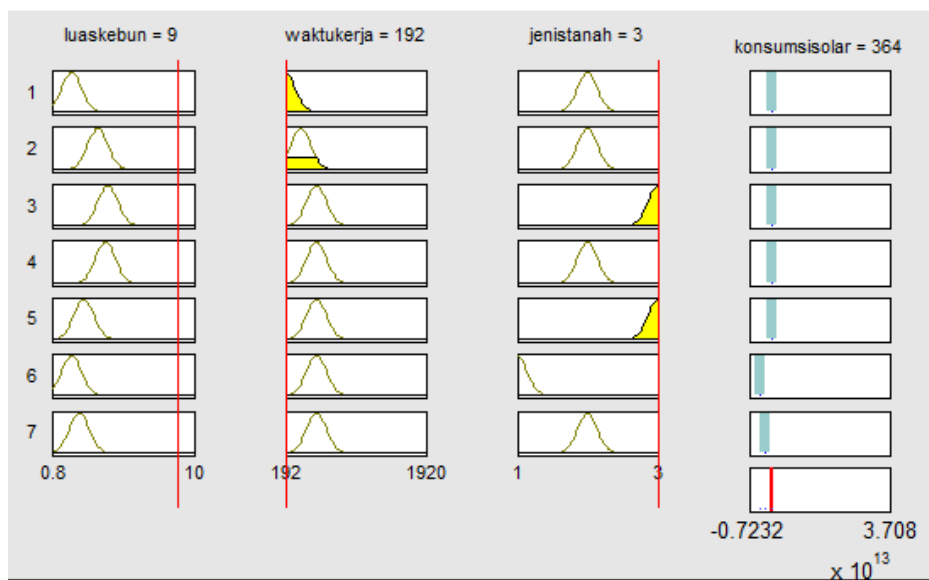 luaskebun = 9
waktukerja = 192
jenistanah = 3
konsumsisolar = 364
1
2
3
4
5
6
7
0.8 10
192 1920
1 3
-0.7232 3.708
x 10^13